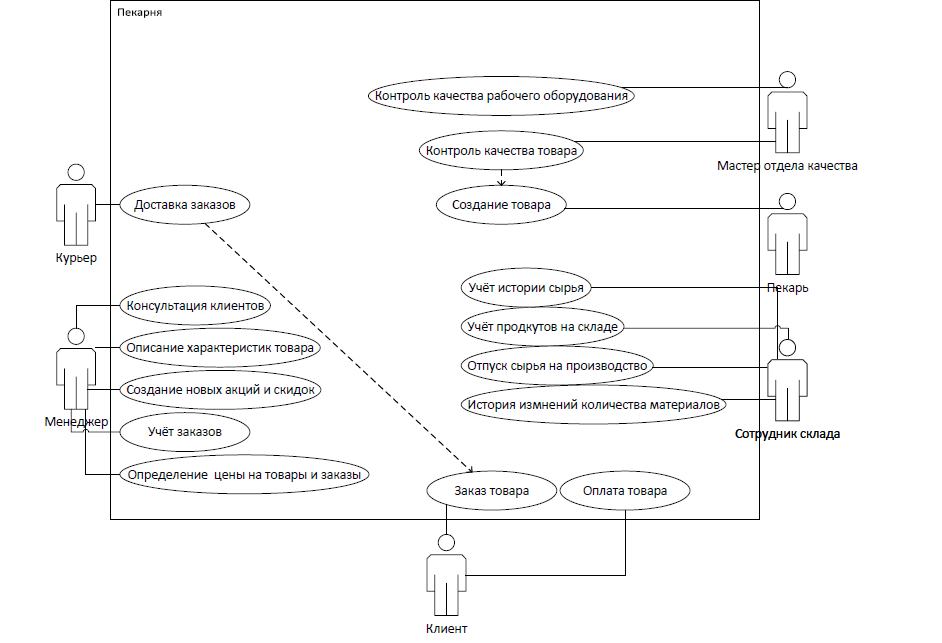 Пекарня
Контроль качества рабочего оборудования
Контроль качества товара
Мастер отдела качества
Доставка заказов
Создание товара
Курьер
Пекарь
Учёт истории сырья
Консультация клиентов
Учёт продкутов на складе
Описание характеристик товара
Отпуск сырья на производство
Создание новых акций и скидок
История измнений количества материалов
Менеджер
Учёт заказов
Сотрудник склада
Определение цены на товары и заказы
Заказ товара
Оплата товара
Клиент